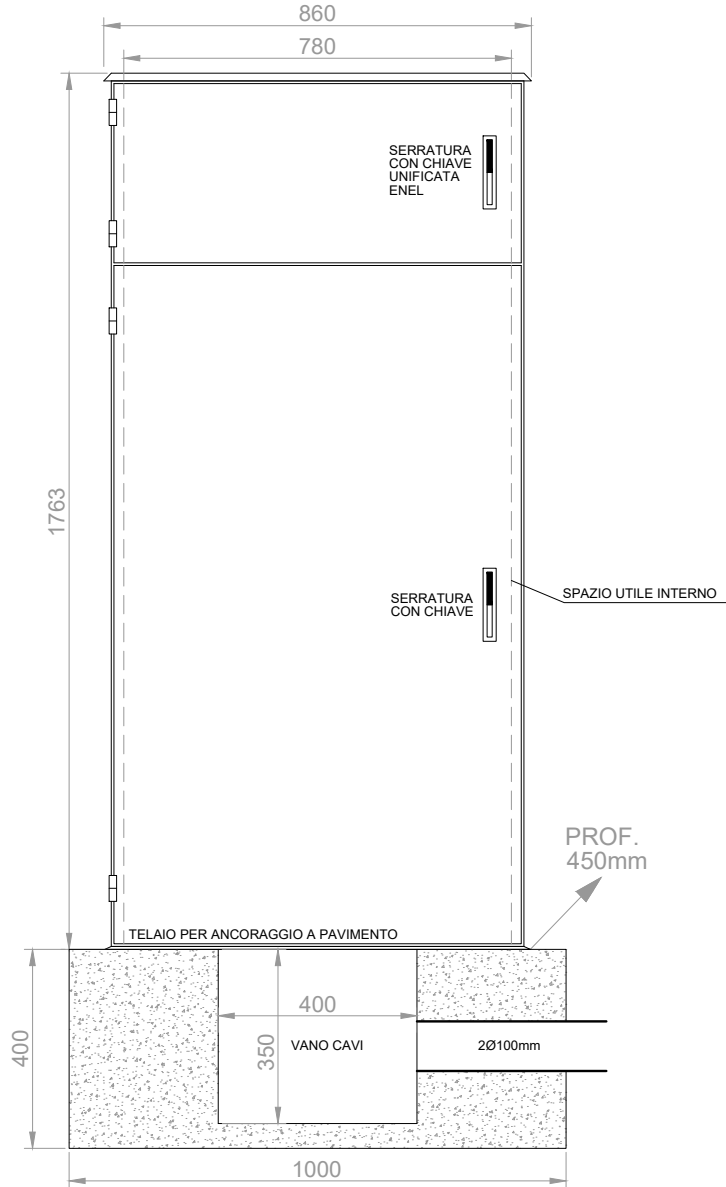 860
780
SERRATURA
CON CHIAVE
UNIFICATA
ENEL
1763
SERRATURA
CON CHIAVE
SPAZIO UTILE INTERNO
PROF.
450mm
TELAIO PER ANCORAGGIO A PAVIMENTO
400
400
350
VANO CAVI
2Ø100mm
1000